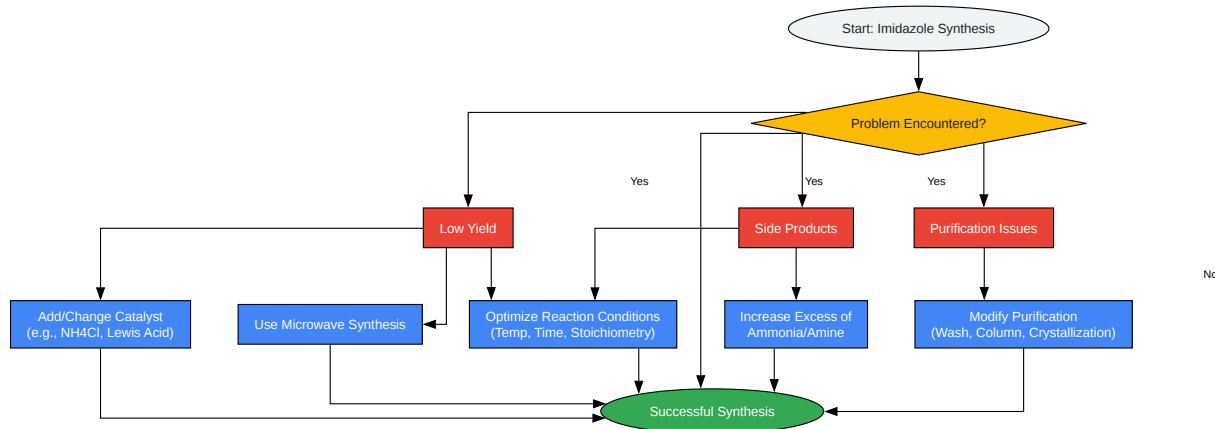 Start: Imidazole Synthesis
Problem Encountered?
Yes
Yes
Yes
Low Yield
Side Products
Purification Issues
No
Add/Change Catalyst
(e.g., NH4Cl, Lewis Acid)
Use Microwave Synthesis
Optimize Reaction Conditions
(Temp, Time, Stoichiometry)
Increase Excess of
Ammonia/Amine
Modify Purification
(Wash, Column, Crystallization)
Successful Synthesis